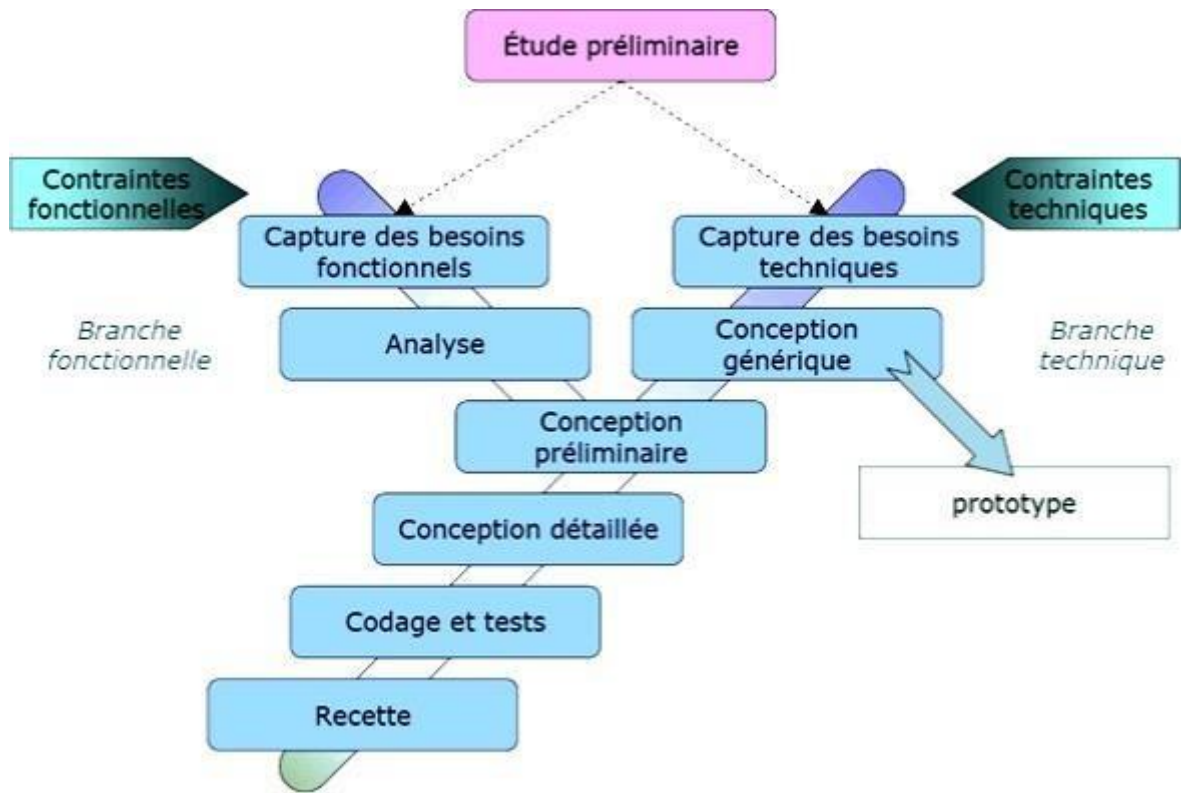 Étude préliminaire
Contraintes
fonctionnelles
Contraintes
techniques
Capture des besoins
fonctionnels
Capture des besoins
techniques
Branche
fonctionnelle
Analyse
Conception
générique
Branche
technique
Conception
préliminaire
prototype
Conception détaillée
Codage et tests
Recette